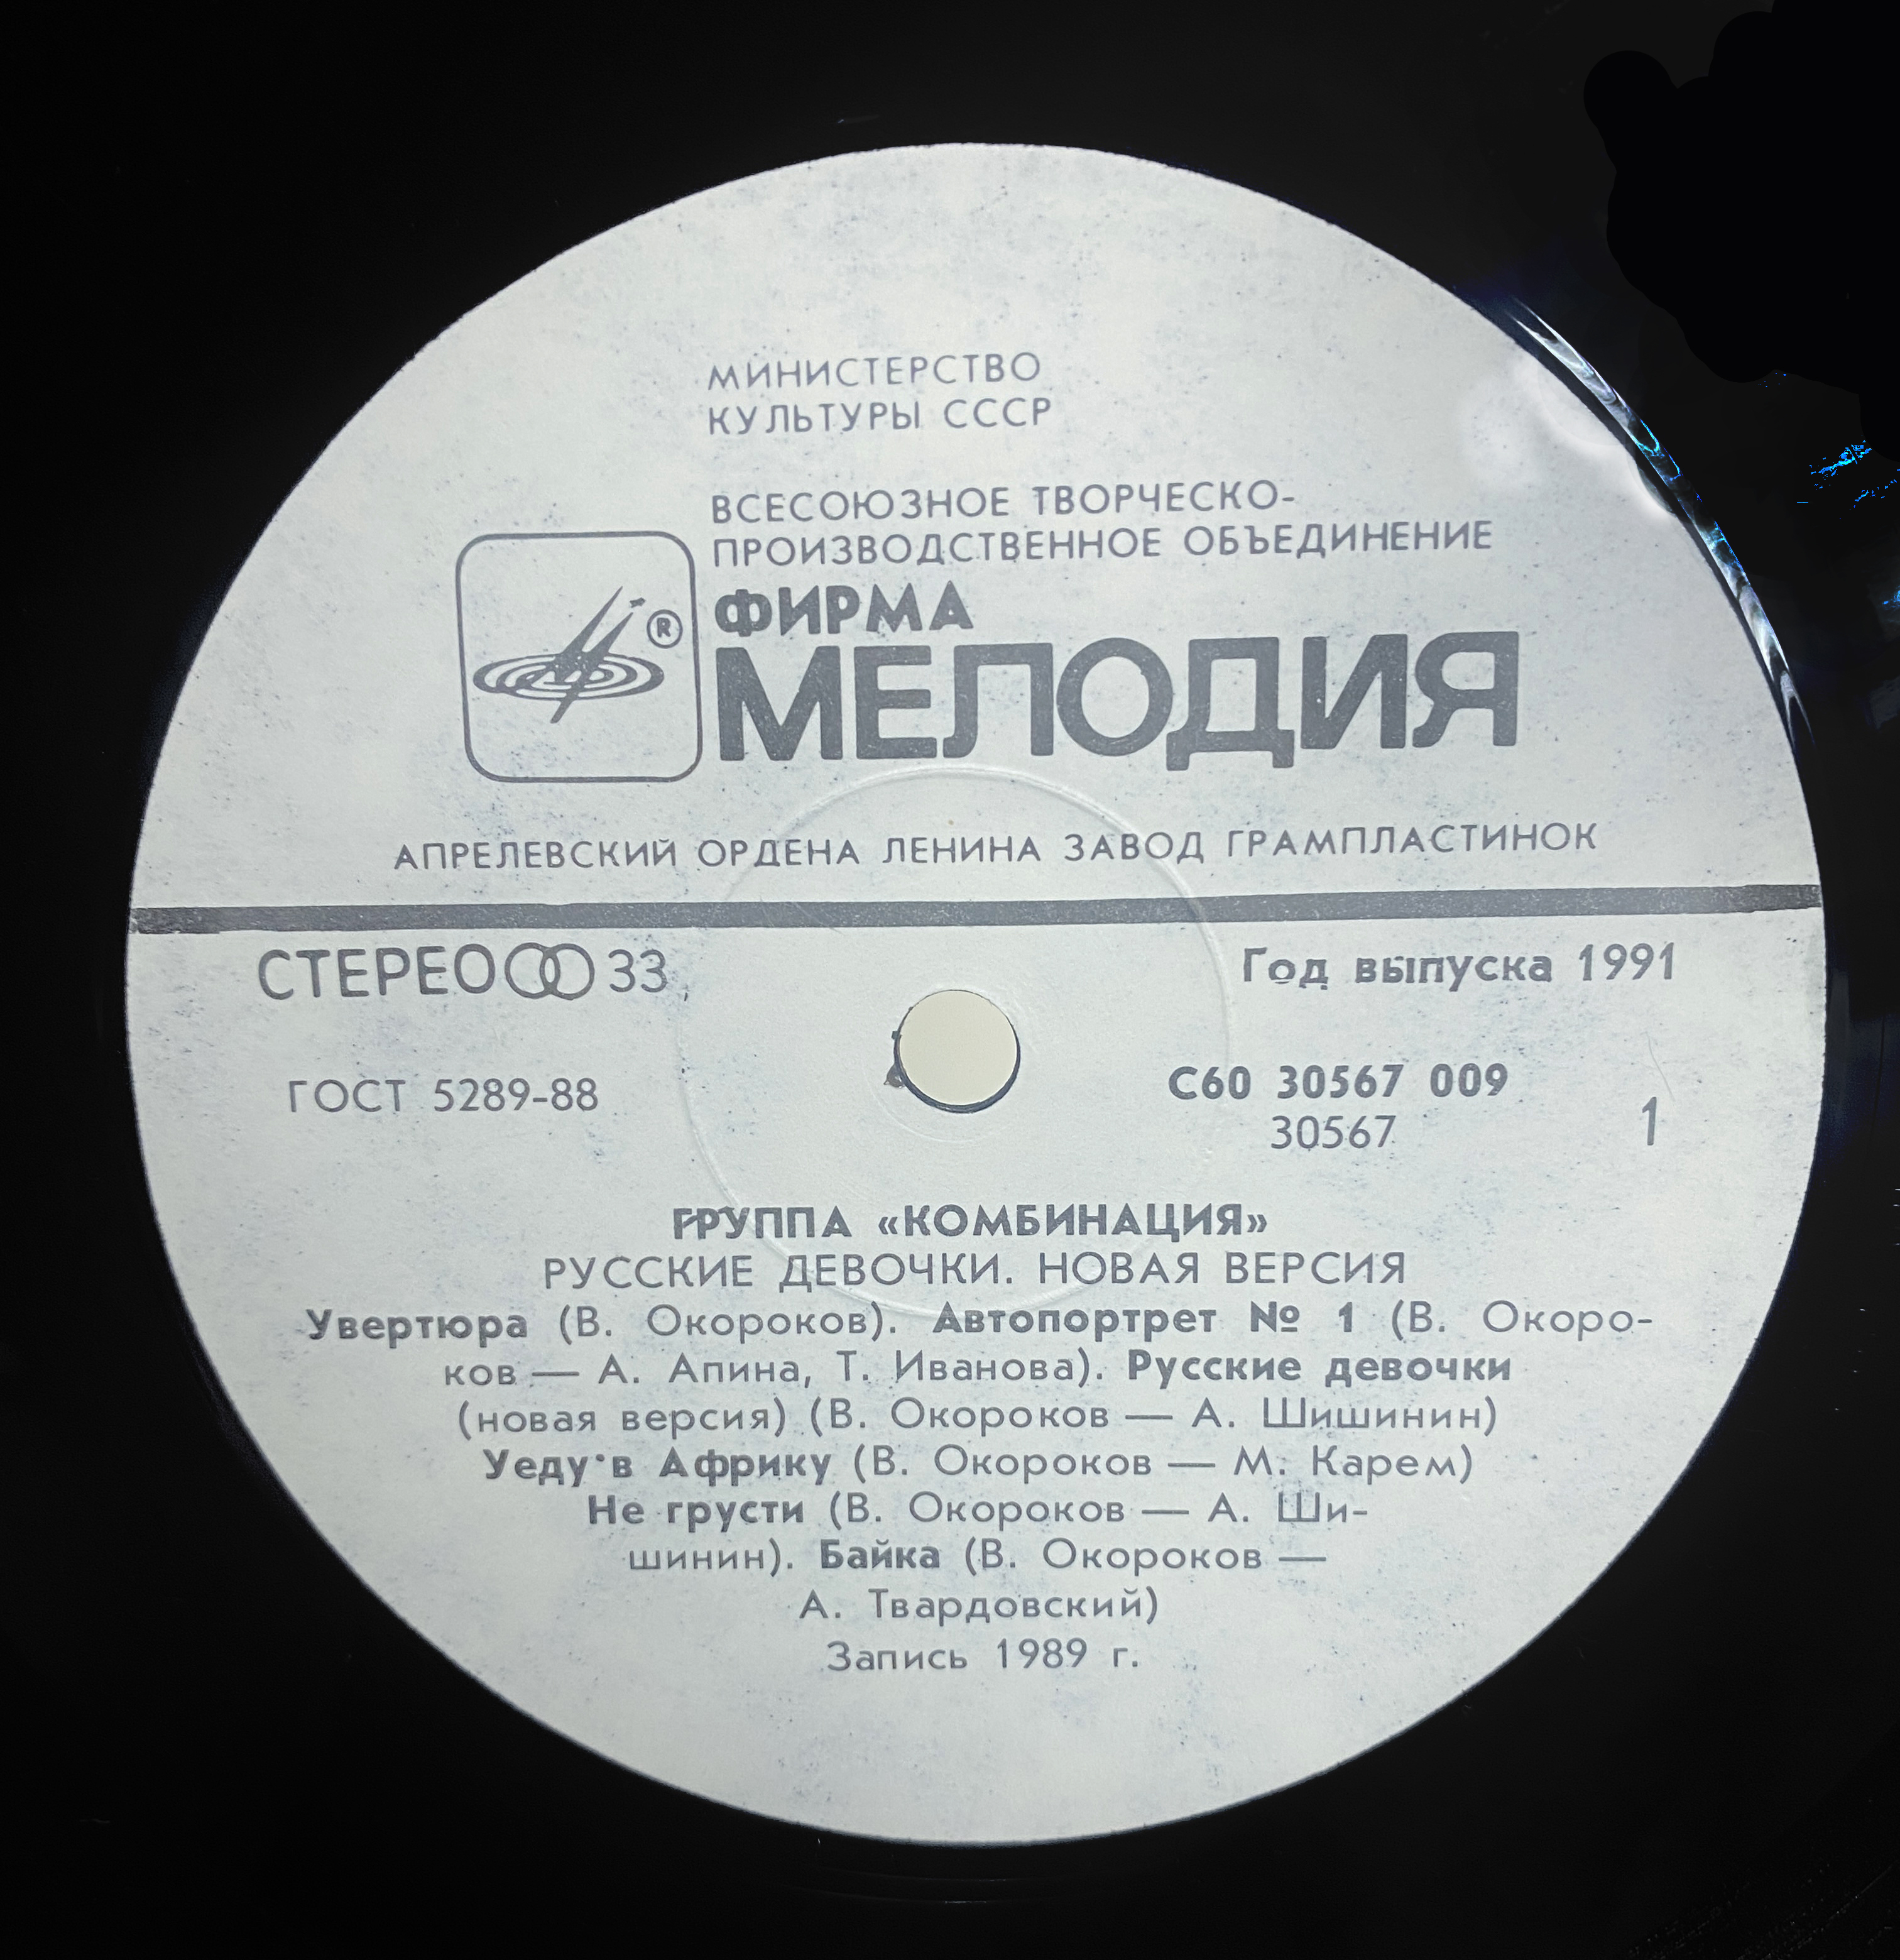 МИНИСТЕРСТВО
КУЛЬТУРЫ СССР
ВСЕСОЮЗНОЕ ТВОРЧЕСКО-
ПРОИЗВОДСТВЕННОЕ ОБЪЕДИНЕНИЕ
ФИРМА
®
МЕЛОДИЯ
АПРЕЛЕВСКИЙ ОРДЕНА ЛЕНИНА ЗАВОД ГРАМПЛАСТИНОК
СТЕРЕО 33
Год выпуска 1991
ГОСТ 5289-88
С60 30567 009
30567
1
ГРУППА «КОМБИНАЦИЯ»
РУССКИЕ ДЕВОЧКИ. НОВАЯ ВЕРСИЯ
Увертюра (В. Окороков). Автопортрет № 1 (В. Окоро-
ков — А. Апина, Т. Иванова). Русские девочки
(новая версия) (В. Окороков — А. Шишинин)
Уеду в Африку (В. Окороков — М. Карем)
Не грусти (В. Окороков — А. Ши-
шинин). Байка (В. Окороков —
А. Твардовский)
Запись 1989 г.